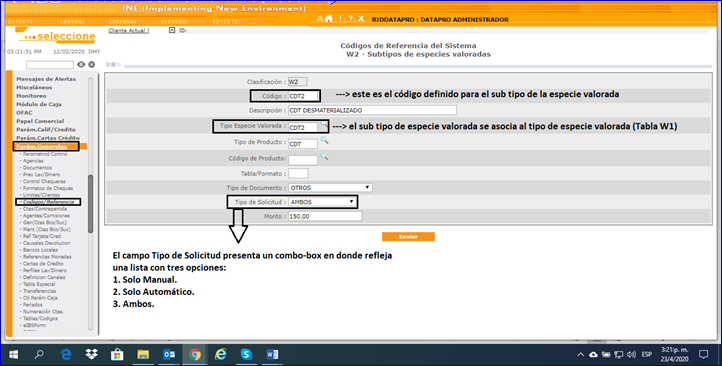 INE (Implementing New Environment)
BIDDATAPRO : DATAPRO ADMINISTRADOR
... seleccione
Cliente Actual | ID:
03:21:51 PM 12/02/2020 DMY
Códigos de Referencia del Sistema
W2 - Subtipos de especies valoradas
Mensajes de Alertas
Misceláneos
Monitoreo
Módulo de Caja
OFAC
Papel Comercial
Parám.Calif/Crédito
Parám.Cartas Crédito
Parám.Generales
- Parametros Control
- Agencias
- Documentos
- Prev Lav/Dinero
- Control Chequeras
- Formatos de Cheques
- Limites/Clientes
- Codigos/Referencia
- Ctas/Contrapartida
- Agentes/Comisiones
- Gen(Ctas Bco/Suc)
- Mant (Ctas Bco/Suc)
- Ref Tarjeta/Cred
- Causales Devolucion
- Bancos Locales
- Referencias Monedas
- Cartas de Credito
- Perfiles Lav/Dinero
- Definicion Canales
- Tabla Especial
- Transferencias
- Ctl Parám Caja
- Feriados
- Numeración Ctas.
- Tablas/Codigos
- eIBSForm
Clasificación : W2
Código : CDT2 ---> este es el código definido para el sub tipo de la especie valorada
Descripción : CDT DESMATERIALIZADO
Tipo Especie Valorada : CDT2 ---> el sub tipo de especie valorada se asocia al tipo de especie valorada (Tabla W1)
Tipo de Producto : CDT
Código de Producto:
Tabla/Formato :
Tipo de Documento : OTROS
Tipo de Solicitud : AMBOS
Monto : 150.00
Enviar
El campo Tipo de Solicitud presenta un combo-box en donde refleja
una lista con tres opciones:
1. Solo Manual.
2. Solo Automático.
3. Ambos.
ESP
3:21 p. m.
23/4/2020